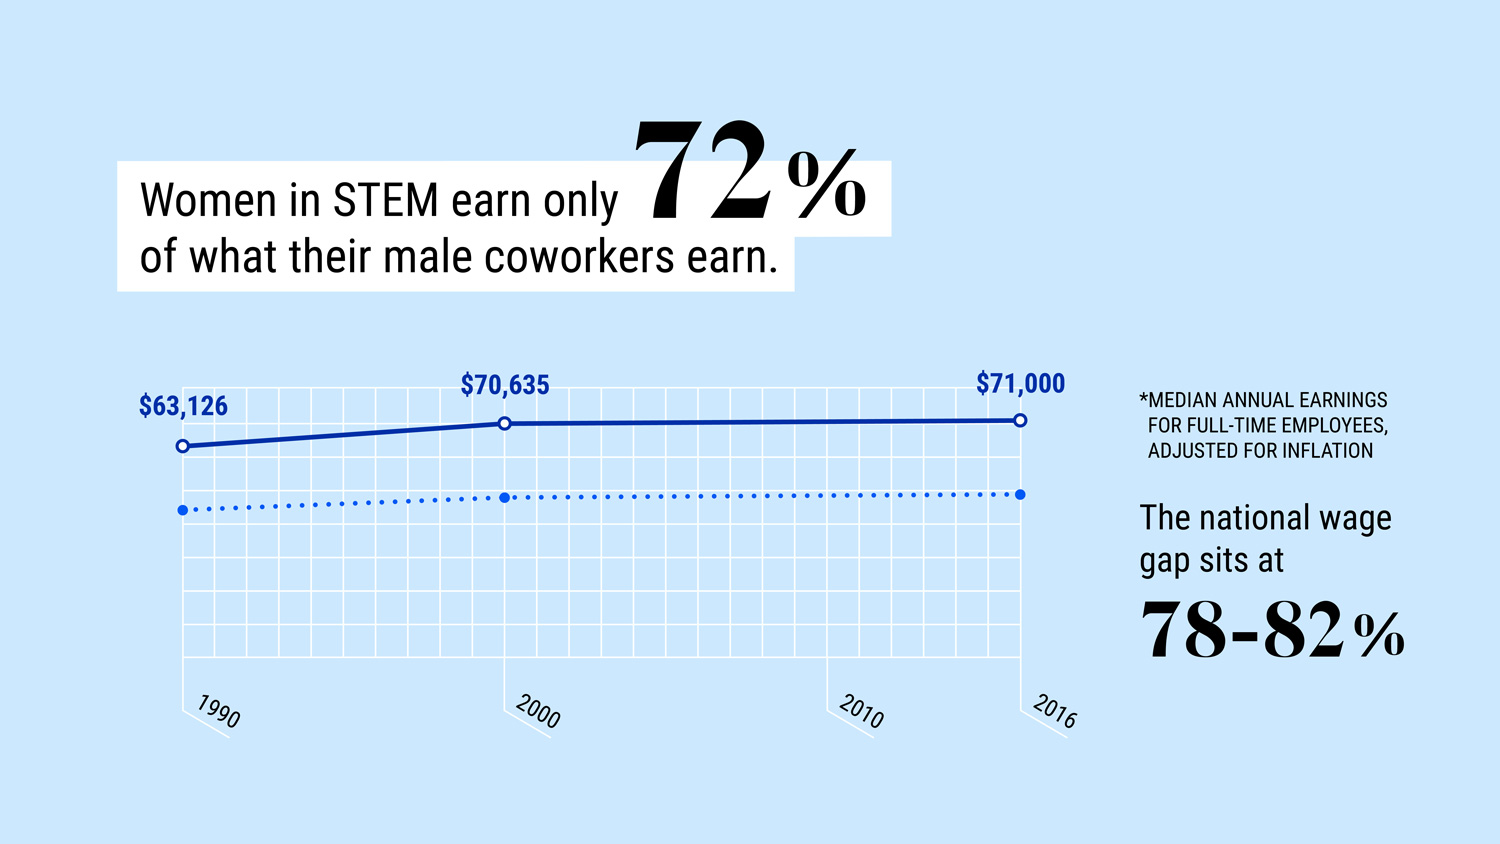 Women in STEM earn only 72%
of what their male coworkers earn.
$63,126
$70,635
$71,000
*MEDIAN ANNUAL EARNINGS
FOR FULL-TIME EMPLOYEES,
ADJUSTED FOR INFLATION
The national wage
gap sits at
78-82%
1990
2000
2010
2016